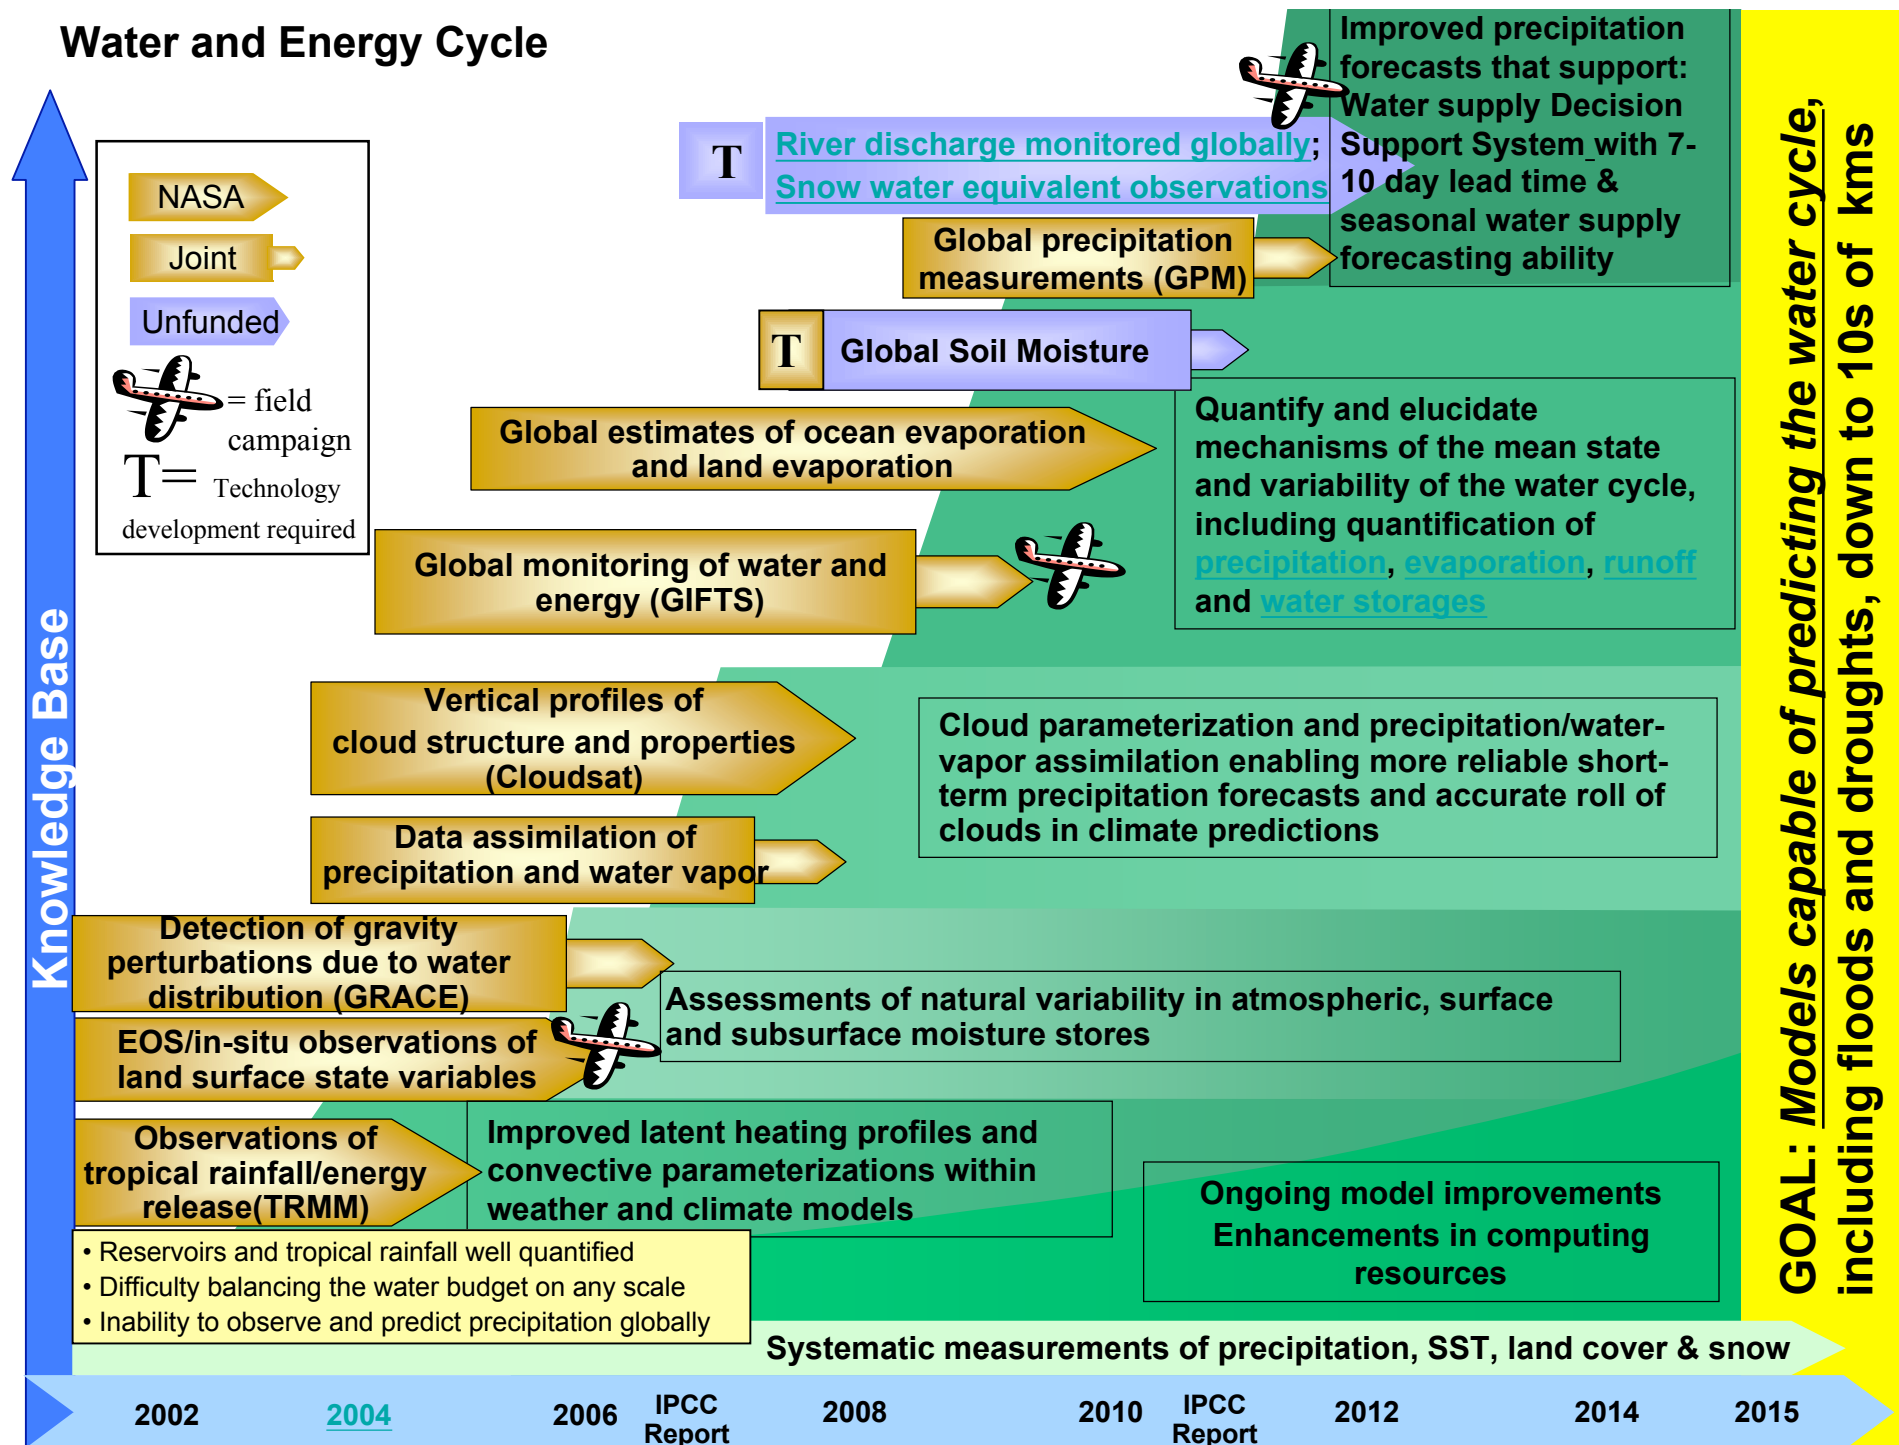 Water and Energy Cycle
Knowledge Base
NASA
Joint
Unfunded
= field
campaign
T= Technology
development required
Improved precipitation
forecasts that support:
Water supply Decision
Support System with 7-
10 day lead time &
seasonal water supply
forecasting ability
T
River discharge monitored globally;
Snow water equivalent observations
Global precipitation
measurements (GPM)
T
Global Soil Moisture
Global estimates of ocean evaporation
and land evaporation
Quantify and elucidate
mechanisms of the mean state
and variability of the water cycle,
including quantification of
precipitation, evaporation, runoff
and water storages
Global monitoring of water and
energy (GIFTS)
Vertical profiles of
cloud structure and properties
(Cloudsat)
Cloud parameterization and precipitation/water-
vapor assimilation enabling more reliable short-
term precipitation forecasts and accurate roll of
clouds in climate predictions
Data assimilation of
precipitation and water vapor
Detection of gravity
perturbations due to water
distribution (GRACE)
Assessments of natural variability in atmospheric, surface
and subsurface moisture stores
EOS/in-situ observations of
land surface state variables
Observations of
tropical rainfall/energy
release(TRMM)
Improved latent heating profiles and
convective parameterizations within
weather and climate models
Ongoing model improvements
Enhancements in computing
resources
• Reservoirs and tropical rainfall well quantified
• Difficulty balancing the water budget on any scale
• Inability to observe and predict precipitation globally
Systematic measurements of precipitation, SST, land cover & snow
2002
2004
2006
IPCC
Report
2008
2010
IPCC
Report
2012
2014
2015
GOAL: Models capable of predicting the water cycle,
including floods and droughts, down to 10s of kms